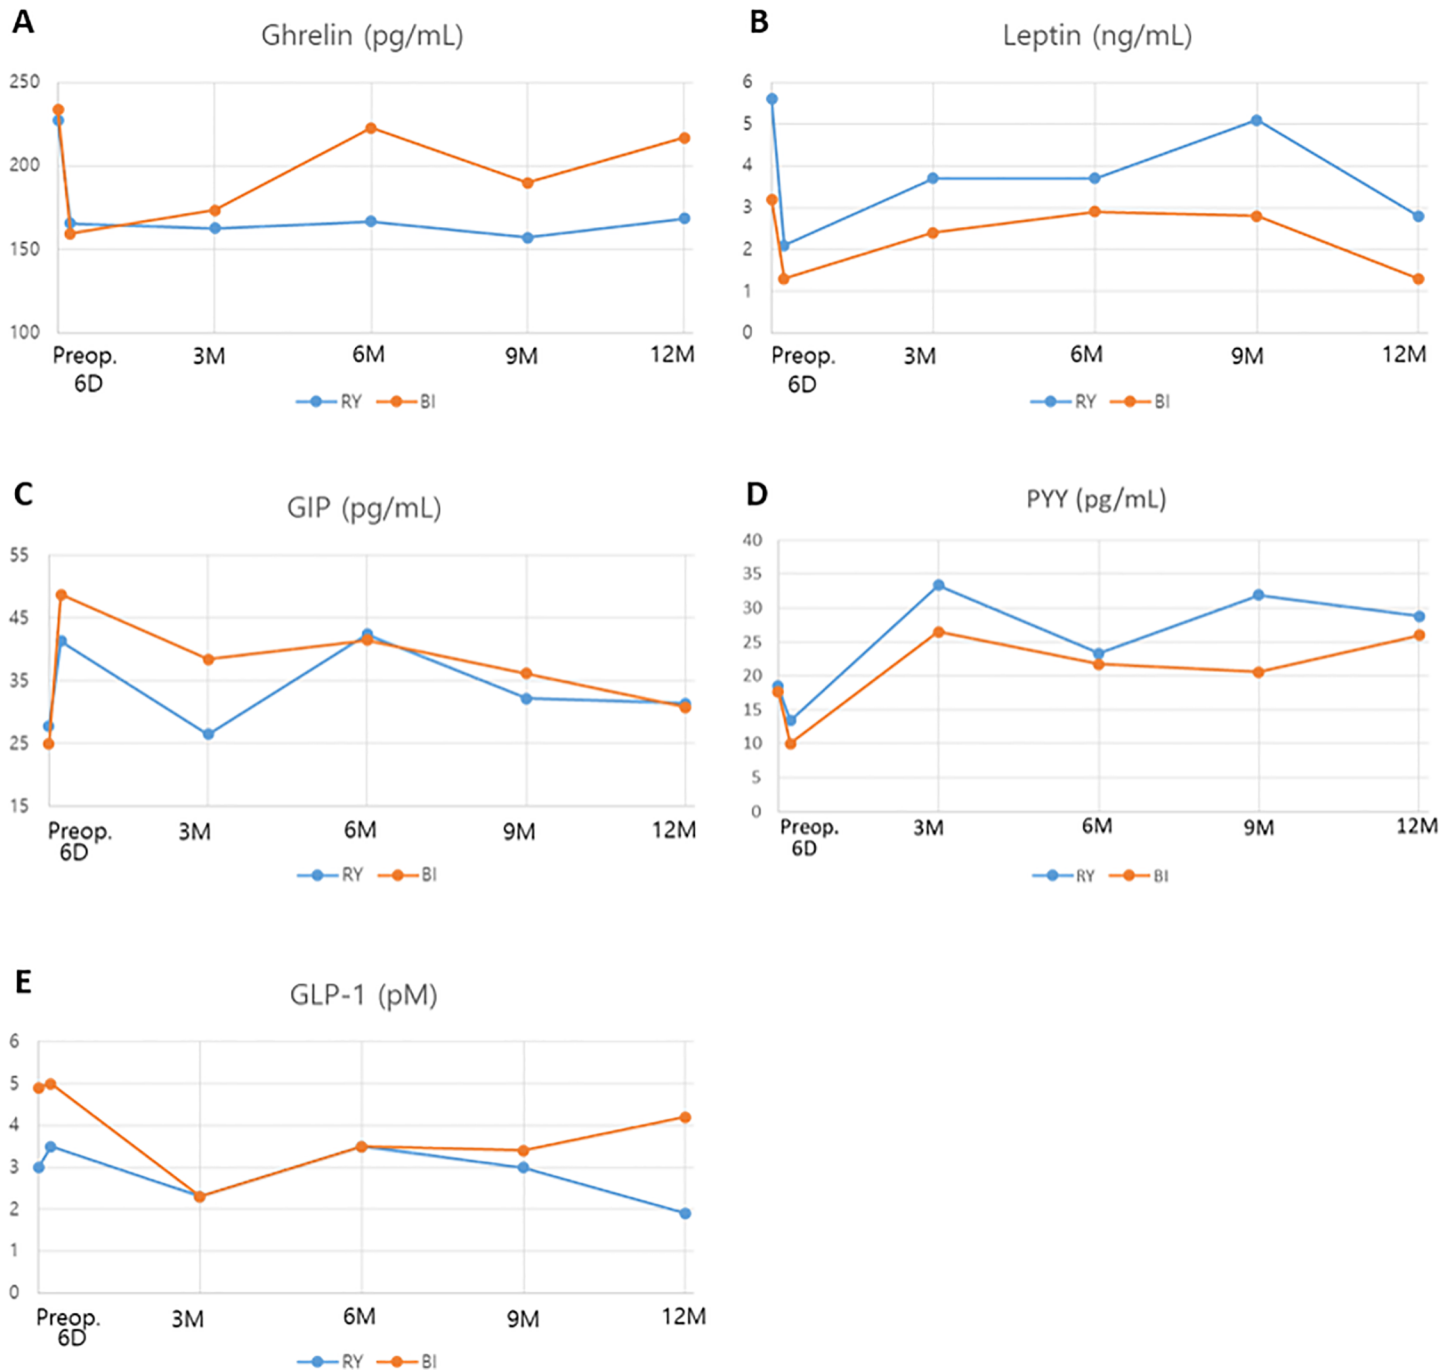 A
Ghrelin (pg/mL)
250
200
150
100
Preop.
6D
3M
6M
9M
12M
RY
BI
B
Leptin (ng/mL)
6
5
4
3
2
1
0
Preop.
6D
3M
6M
9M
12M
RY
BI
C
GIP (pg/mL)
55
45
35
25
15
Preop.
6D
3M
6M
9M
12M
RY
BI
D
PYY (pg/mL)
40
35
30
25
20
15
10
5
0
Preop.
6D
3M
6M
9M
12M
RY
BI
E
GLP-1 (pM)
6
5
4
3
2
1
0
Preop.
6D
3M
6M
9M
12M
RY
BI